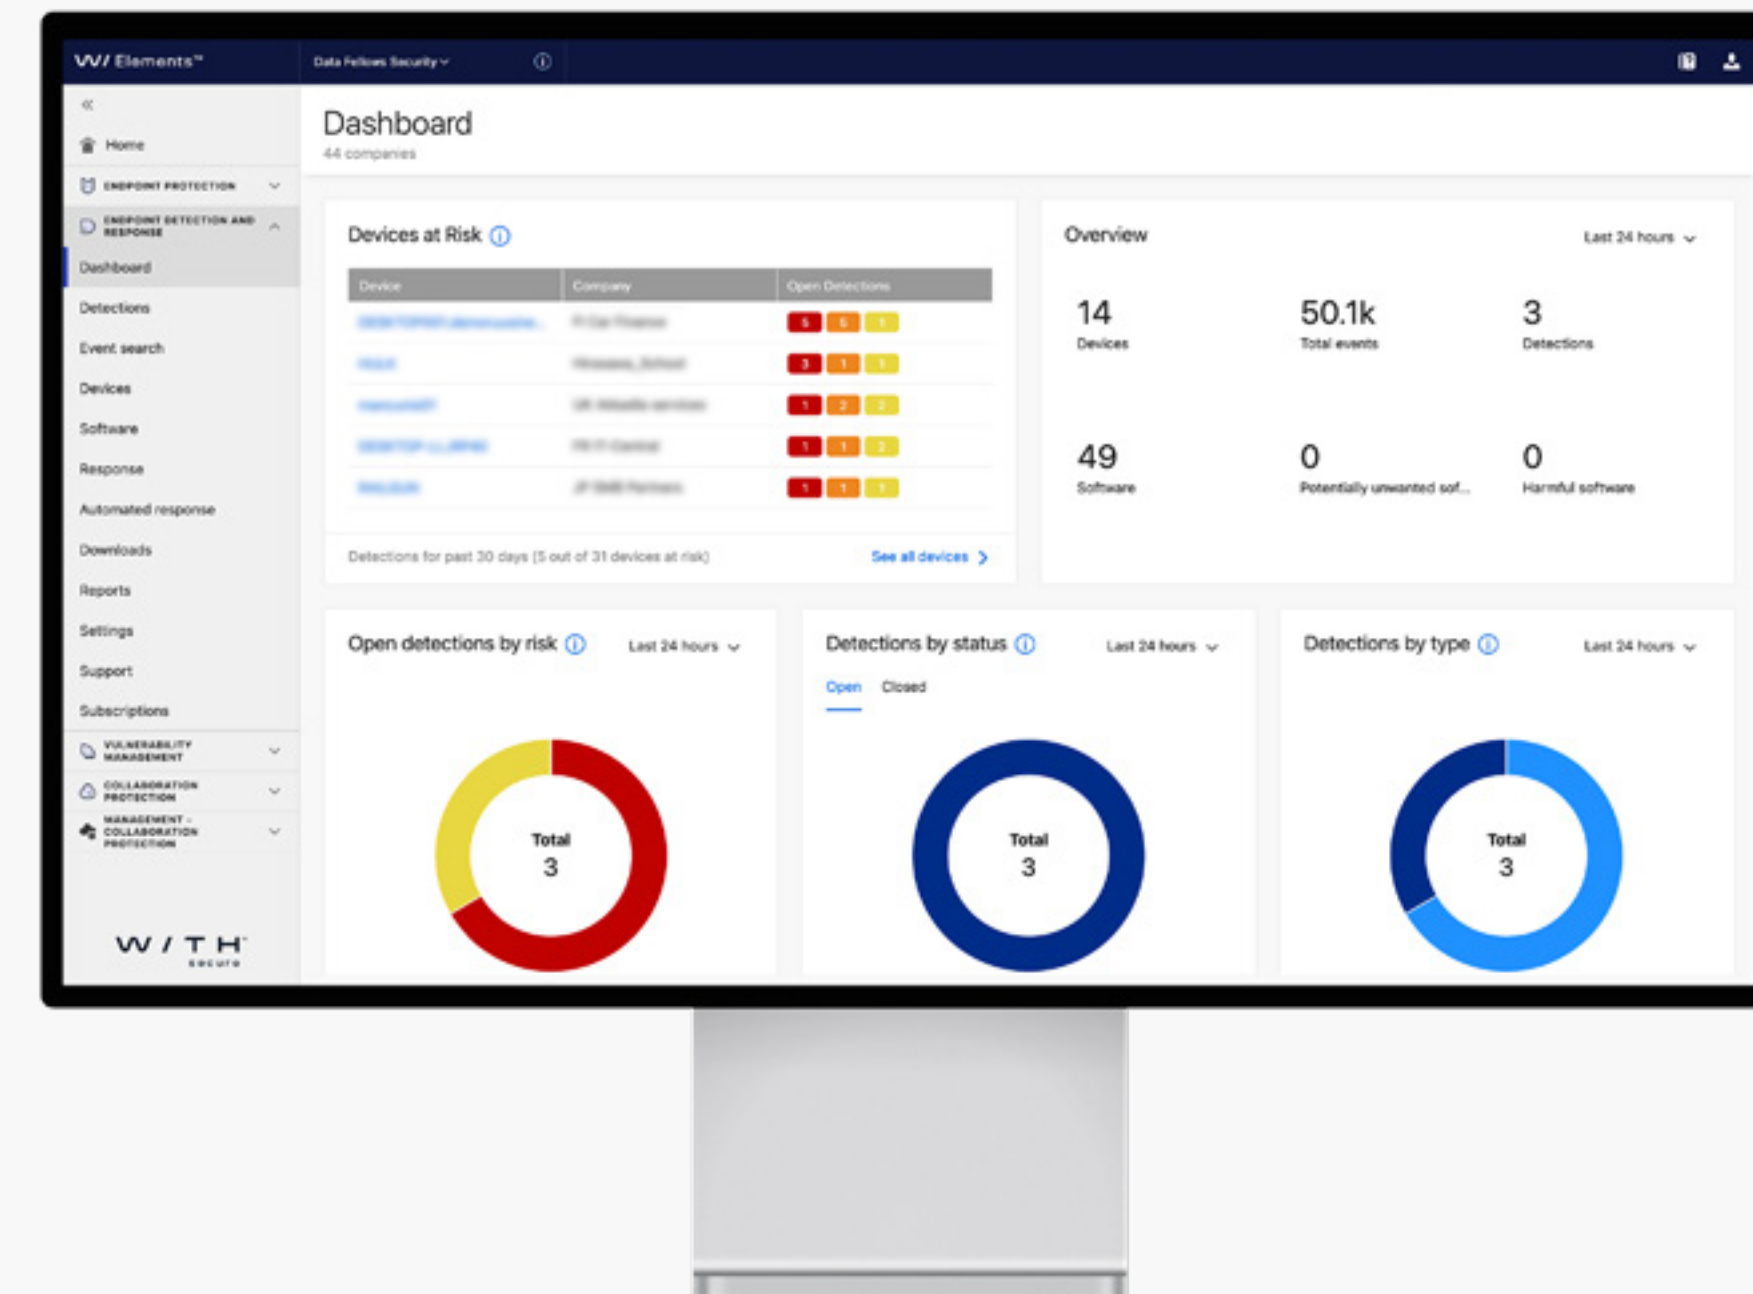 W/ Elements™
Data Fellows Security
Home
ENDPOINT PROTECTION
ENDPOINT DETECTION AND
RESPONSE
Dashboard
Detections
Event search
Devices
Software
Response
Automated response
Downloads
Reports
Settings
Support
Subscriptions
VULNERABILITY
MANAGEMENT
COLLABORATION
PROTECTION
MANAGEMENT -
COLLABORATION
PROTECTION
W / T H
secure
Dashboard
44 companies
Devices at Risk
Device Company Open Detections
5 5 1
3 1 1
1 2 2
1 1 2
1 1 1
Detections for past 30 days (5 out of 31 devices at risk)
See all devices
Overview
Last 24 hours
14 50.1k 3
Devices Total events Detections
49 0 0
Software Potentially unwanted sof... Harmful software
Open detections by risk
Last 24 hours
Total
3
Detections by status
Last 24 hours
Open Closed
Total
3
Detections by type
Last 24 hours
Total
3